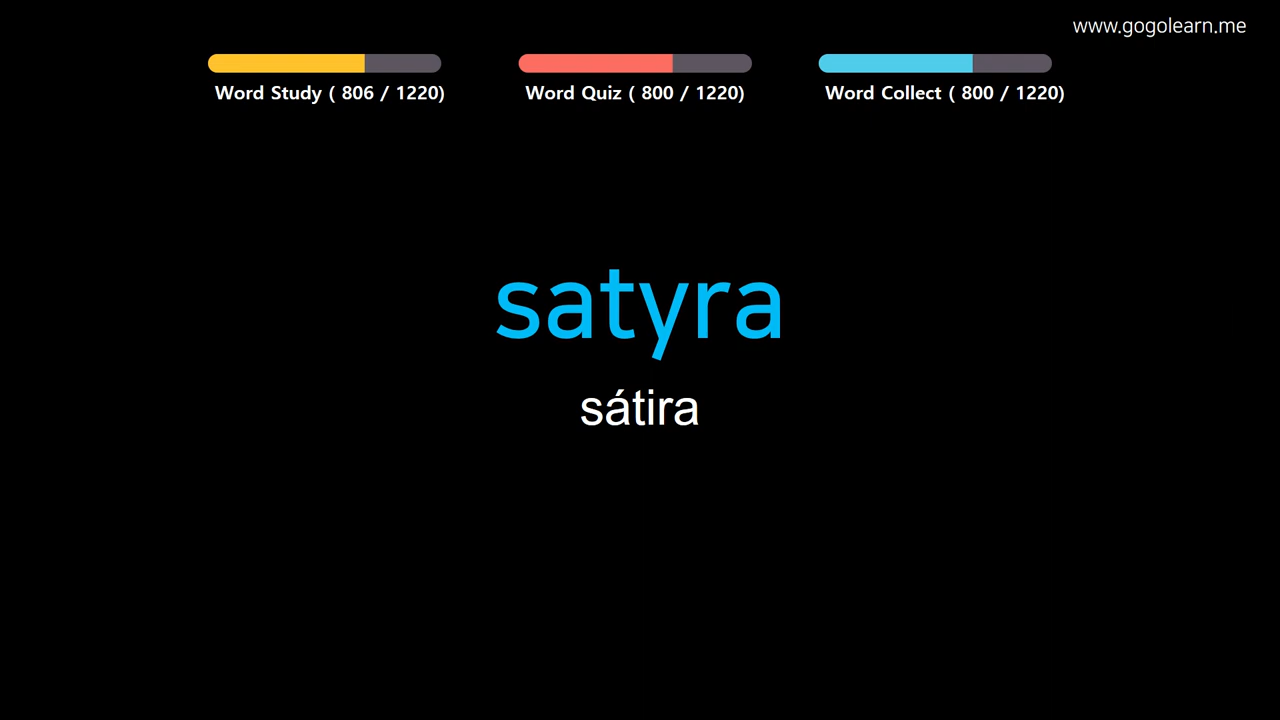 www.gogolearn.me
Word Study ( 806 / 1220)
Word Quiz ( 800 / 1220)
Word Collect ( 800 / 1220)
satyra
sátira